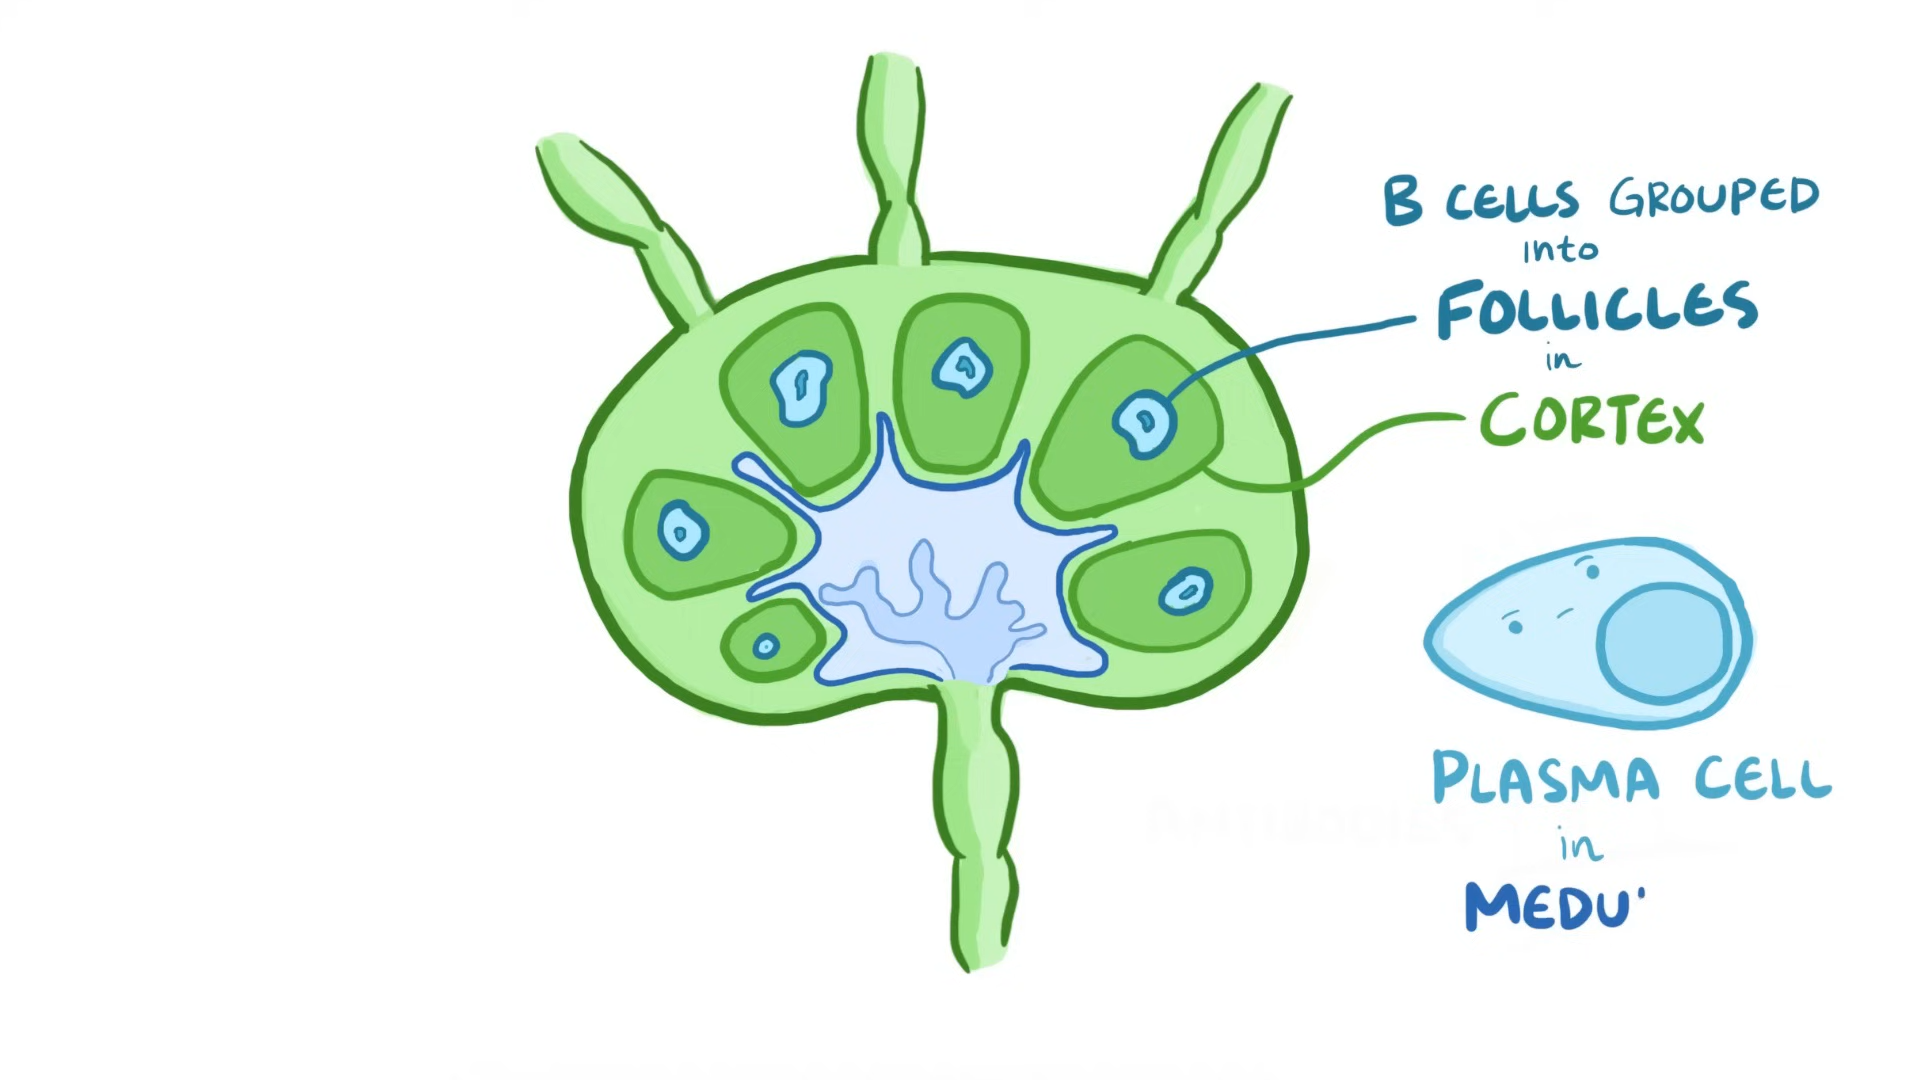 B CELLS GROUPED
into
FOLLICLES
in
CORTEX
PLASMA CELL
in
MEDU'